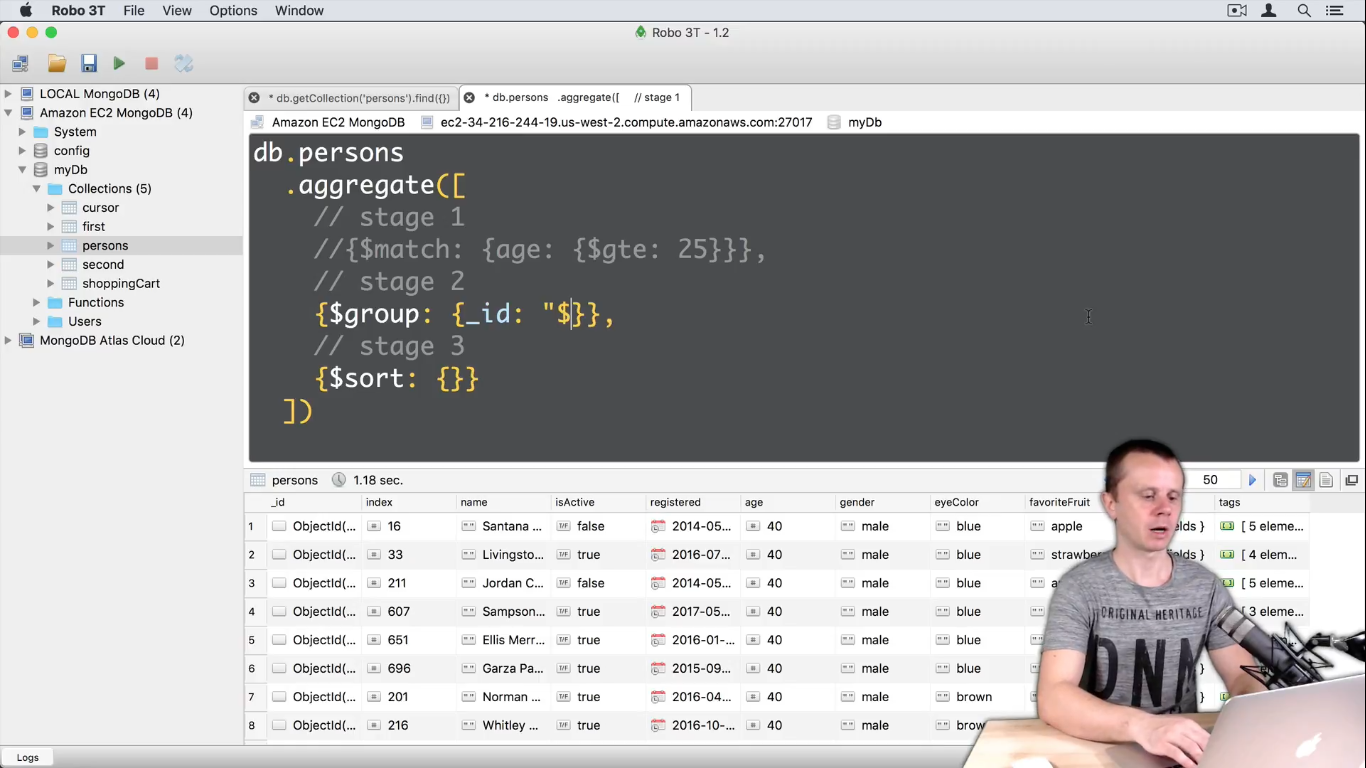 Robo 3T File View Options Window
Robo 3T - 1.2
LOCAL MongoDB (4)
Amazon EC2 MongoDB (4)
System
config
myDb
Collections (5)
cursor
first
persons
second
shoppingCart
Functions
Users
MongoDB Atlas Cloud (2)
* db.getCollection('persons').find({}) * db.persons .aggregate([ // stage 1
Amazon EC2 MongoDB ec2-34-216-244-19.us-west-2.compute.amazonaws.com:27017 myDb
db.persons
.aggregate([
// stage 1
//{$match: {age: {$gte: 25}}},
// stage 2
{$group: {_id: "$}},
// stage 3
{$sort: {}}
])
persons 1.18 sec. 50
_id index name isActive registered age gender eyeColor favoriteFruit tags
1 ObjectId(... 16 Santana ... false 2014-05... 40 male blue apple elds } [ 5 eleme...
2 ObjectId(... 33 Livingsto... true 2016-07... 40 male blue fields } [ 4 elem...
3 ObjectId(... 211 Jordan C... false 2014-05... 40 male blue elds } [ 5 eleme...
4 ObjectId(... 607 Sampson... true 2017-05... 40 male blue [ 3 elem...
5 ObjectId(... 651 Ellis Merr... true 2016-01-... 40 male blue
6 ObjectId(... 696 Garza Pa... true 2015-09... 40 male blue
7 ObjectId(... 201 Norman ... true 2016-04... 40 male brown
8 ObjectId(... 216 Whitley ... true 2016-10-... 40 male
ORIGINAL HERITAGE
DNM
Logs